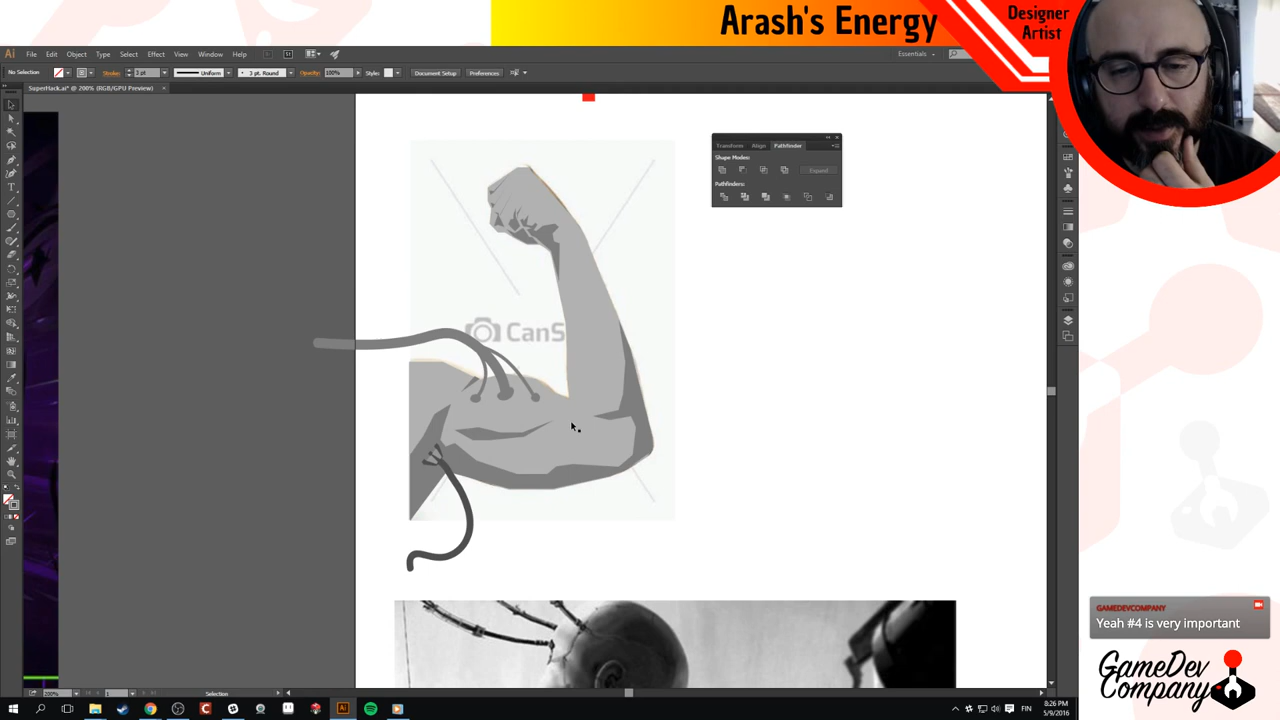 Arash's Energy
Designer
Artist
Ai File Edit Object Type Select Effect View Window Help St
Essentials
No Selection
Stroke: 3 pt Uniform 3 pt. Round Opacity: 100% Styles: Document Setup Preferences
SuperHack.ai* @ 200% (RGB/GPU Preview) ×
Transform Align Pathfinder
Shape Modes:
Expand
Pathfinders:
CanS
GAMEDEVCOMPANY
Yeah #4 is very important
GameDev
Company
200% 1 Selection
FIN
8:26 PM
5/9/2016